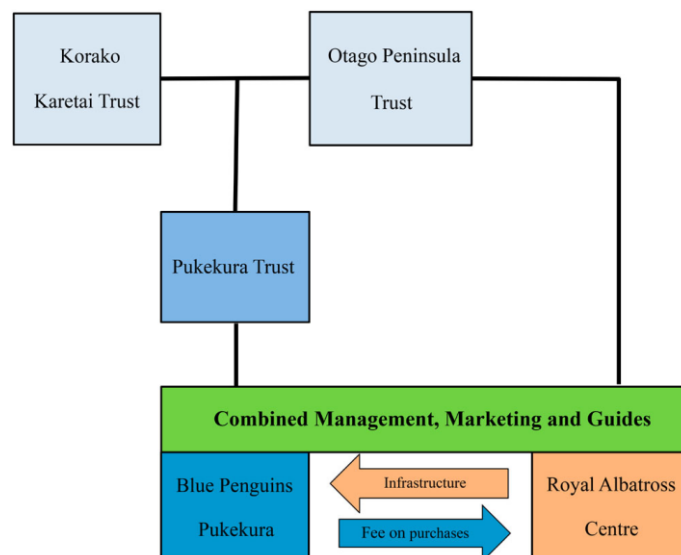 Korako
Karetai Trust
Otago Peninsula
Trust
Pukekura Trust
Combined Management, Marketing and Guides
Blue Penguins
Pukekura
Infrastructure
Fee on purchases
Royal Albatross
Centre